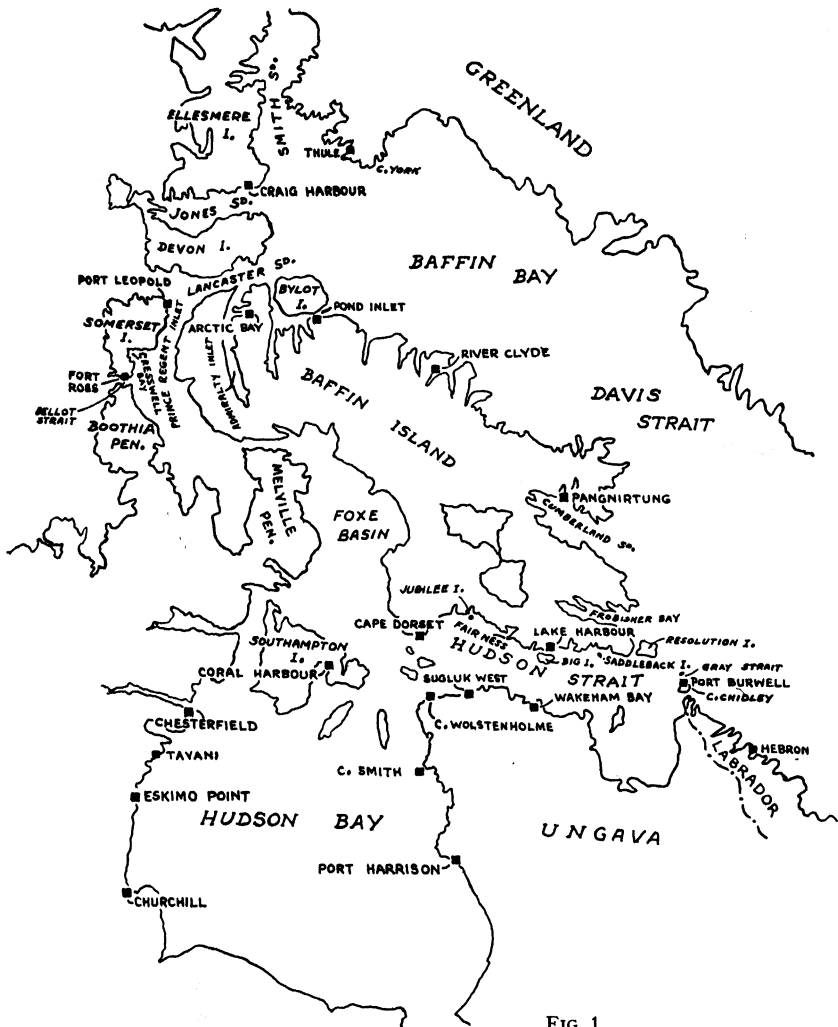 GREENLAND
ELLESMERE
I.
SMITH SD.
THULE
C. YORK
CRAIG HARBOUR
JONES SD.
DEVON I.
BAFFIN
BAY
LANCASTER SD.
PORT LEOPOLD
BYLOT
I.
POND INLET
SOMERSET
I.
PRINCE REGENT INLET
ARCTIC BAY
ADMIRALTY INLET
RIVER CLYDE
CRESSWELL
BAY
FORT
ROSS
BELLOT
STRAIT
BOOTHIA
PEN.
BAFFIN
ISLAND
DAVIS
STRAIT
MELVILLE
PEN.
FOXE
BASIN
PANGNIRTUNG
CUMBERLAND SD.
JUBILEE I.
FROBISHER BAY
CAPE DORSET
FAIR NESS
LAKE HARBOUR
RESOLUTION I.
SOUTHAMPTON
I.
HUDSON
STRAIT
BIG I.
SADDLEBACK I.
GRAY STRAIT
CORAL HARBOUR
SUGLUK WEST
PORT BURWELL
C. CHIDLEY
WAKEHAM BAY
C. WOLSTENHOLME
CHESTERFIELD
TAVANI
C. SMITH
HEBRON
LABRADOR
ESKIMO POINT
HUDSON BAY
UNGAVA
PORT HARRISON
CHURCHILL
FIG. 1